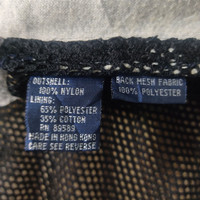 OUTSHELL:
100% NYLON
LINING:
65% POLYESTER
35% COTTON
RN 89589
MADE IN HONG KONG
CARE SEE REVERSE
BACK MESH FABRIC
100% POLYESTER